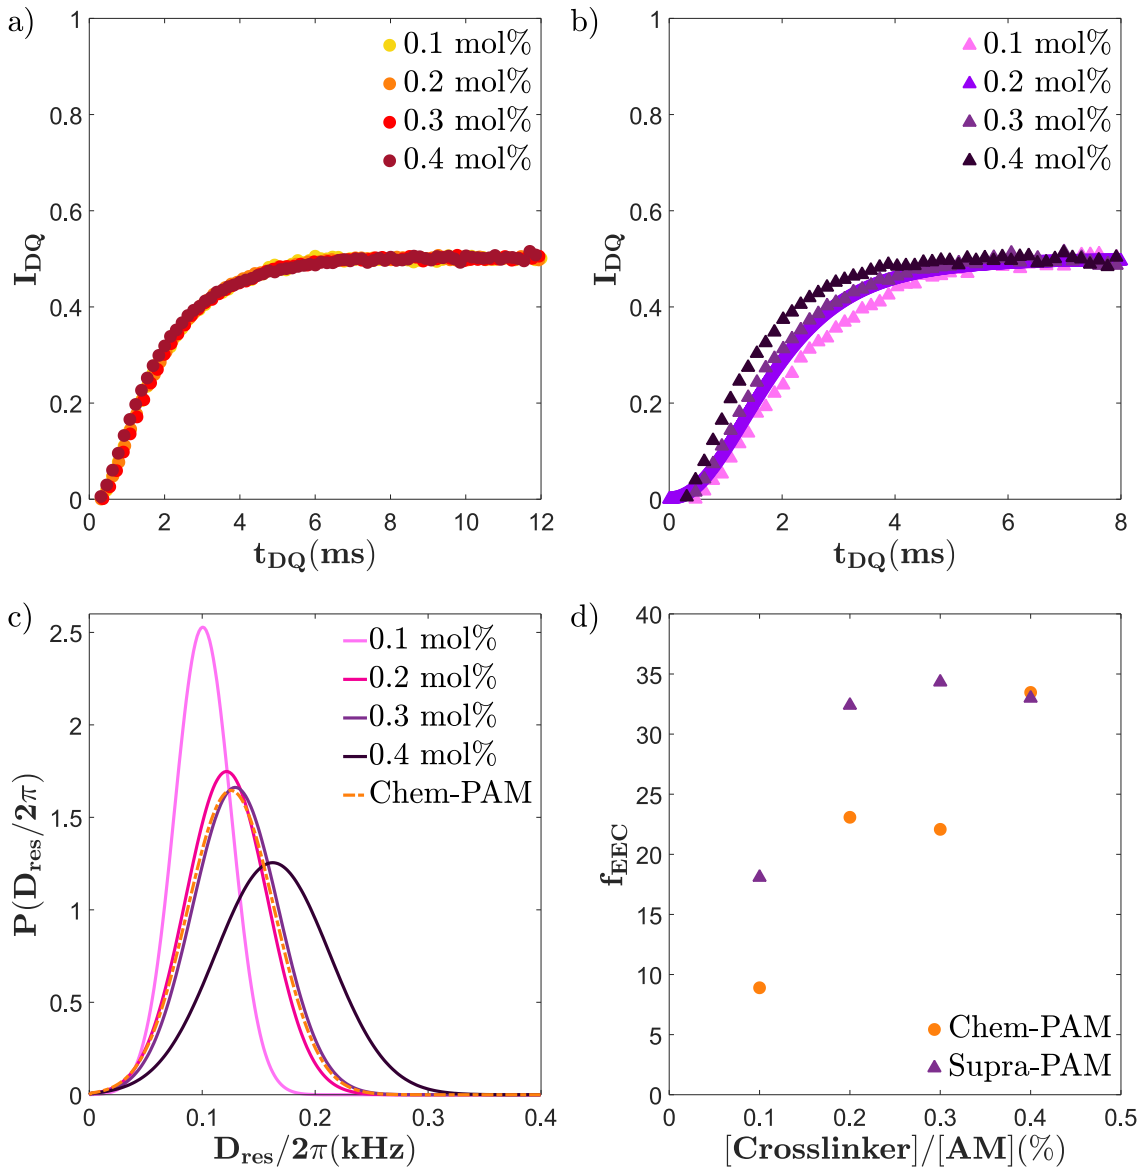 a)
0.1 mol%
0.2 mol%
0.3 mol%
0.4 mol%
I_DQ
1
0.8
0.6
0.4
0.2
0
0 2 4 6 8 10 12
t_DQ(ms)
b)
0.1 mol%
0.2 mol%
0.3 mol%
0.4 mol%
I_DQ
1
0.8
0.6
0.4
0.2
0
0 2 4 6 8
t_DQ(ms)
c)
0.1 mol%
0.2 mol%
0.3 mol%
0.4 mol%
Chem-PAM
P(D_res/2π)
2.5
2
1.5
1
0.5
0
0 0.1 0.2 0.3 0.4
D_res/2π(kHz)
d)
f_EEC
40
35
30
25
20
15
10
5
0
Chem-PAM
Supra-PAM
0 0.1 0.2 0.3 0.4 0.5
[Crosslinker]/[AM](%)